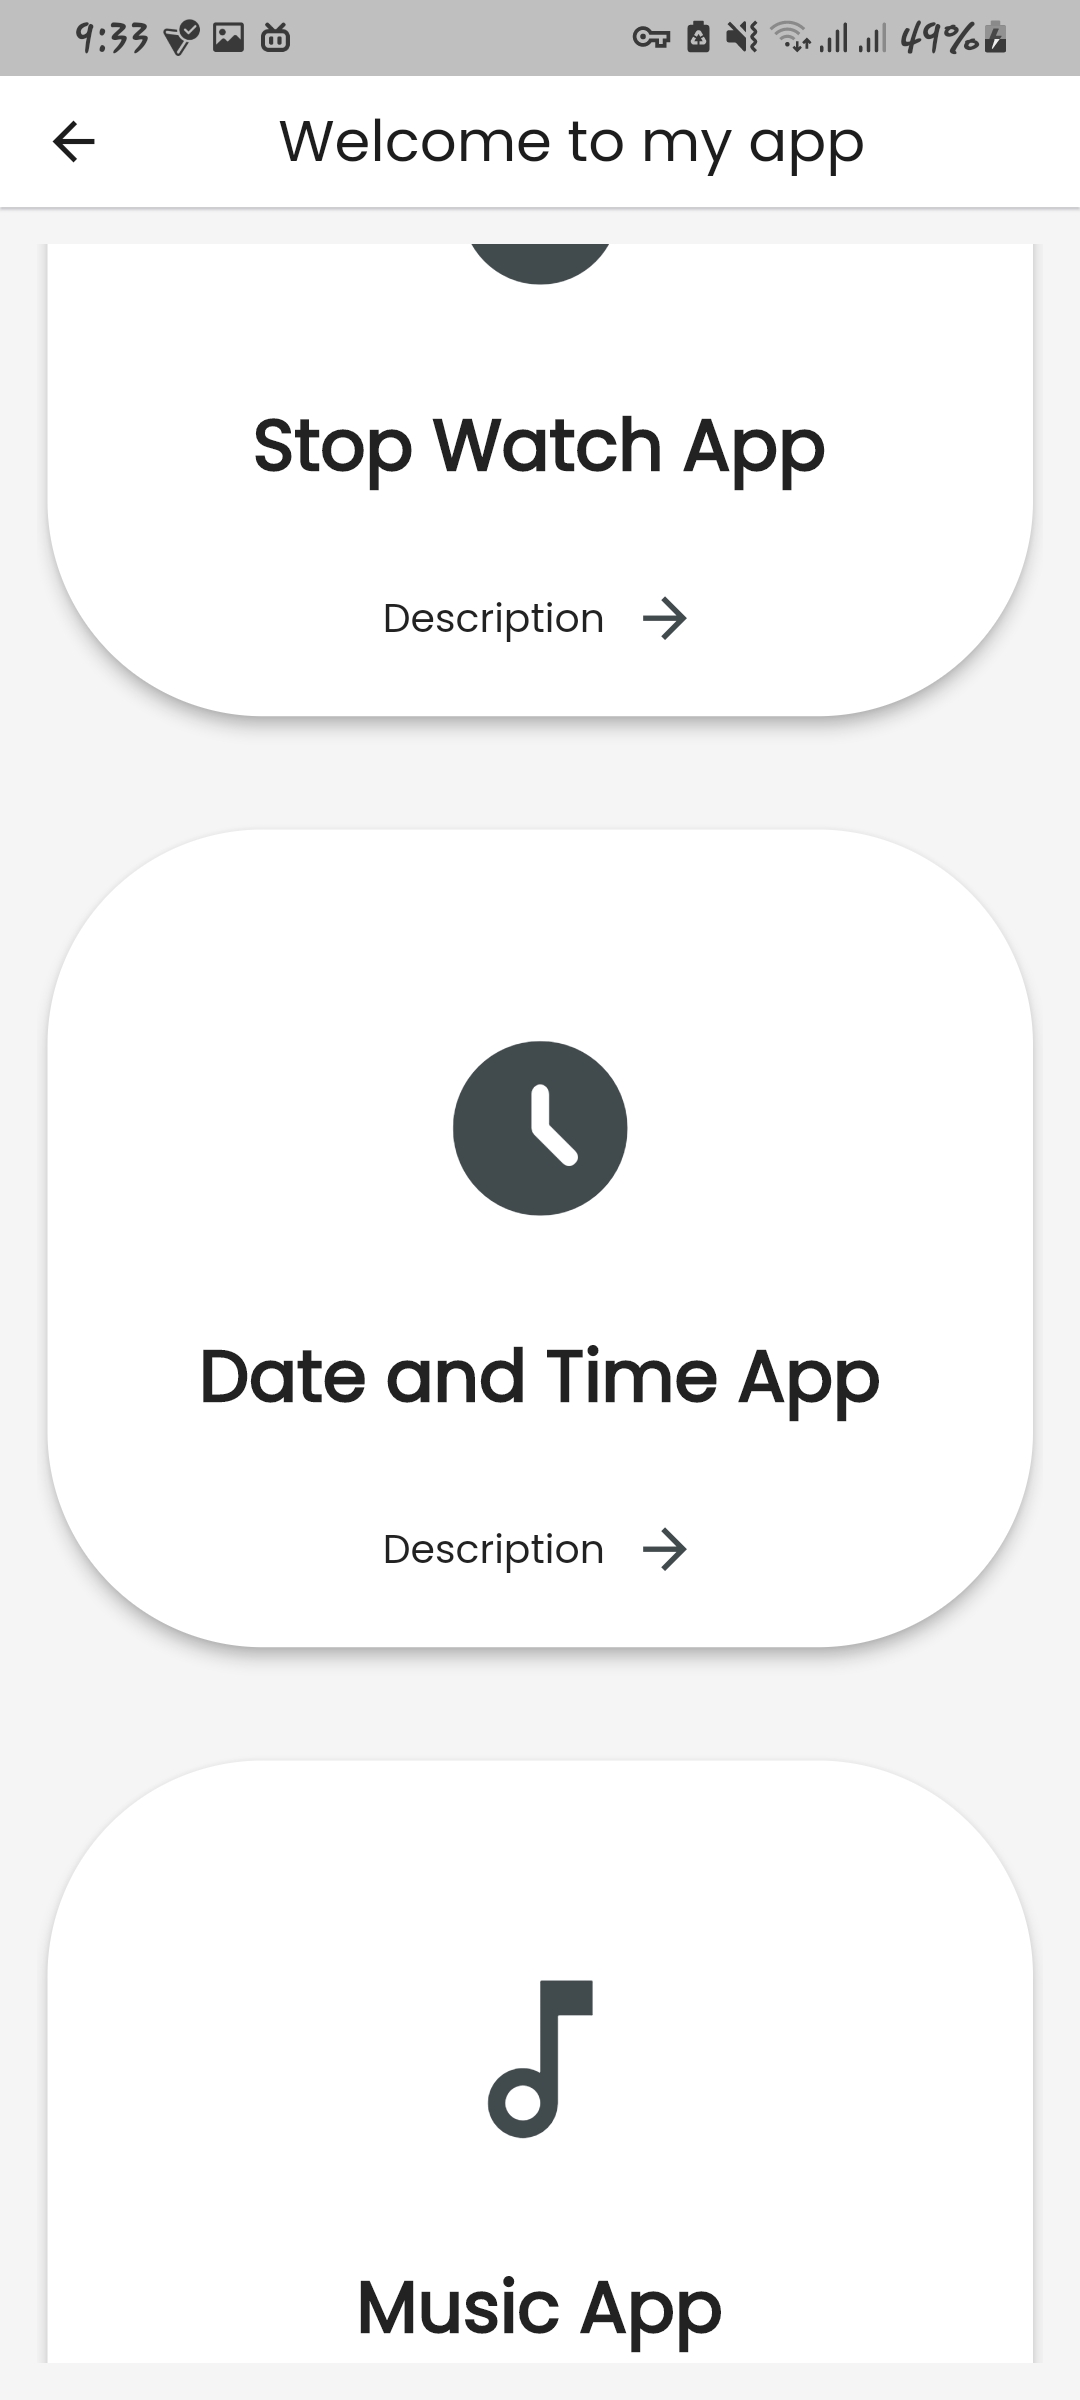 9:33 49%
Welcome to my app
Stop Watch App
Description
Date and Time App
Description
Music App